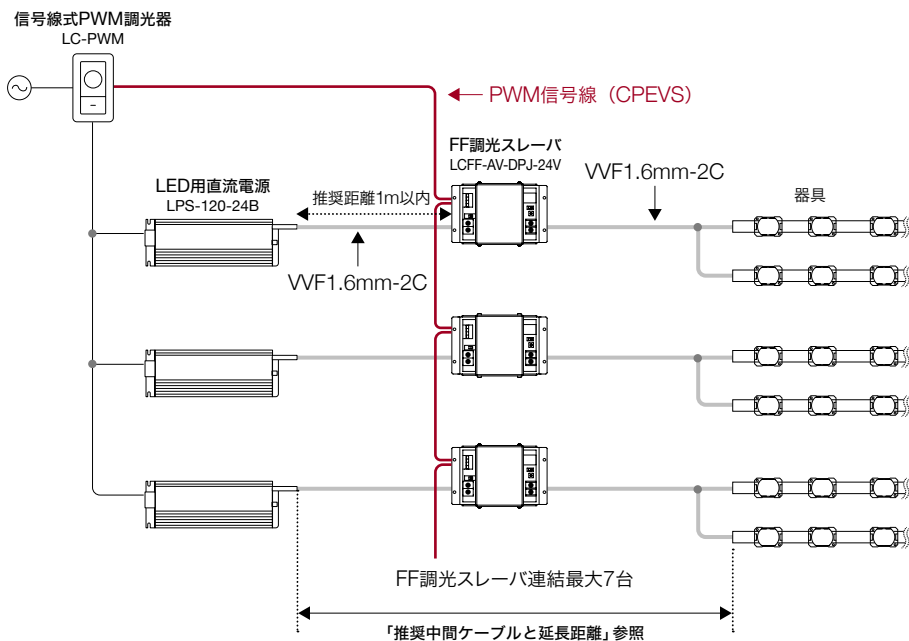 信号線式PWM調光器
LC-PWM
PWM信号線（CPEVS）
FF調光スレーバ
LCFF-AV-DPJ-24V
VVF1.6mm-2C
器具
LED用直流電源
LPS-120-24B
推奨距離1m以内
VVF1.6mm-2C
FF調光スレーバ連結最大7台
「推奨中間ケーブルと延長距離」参照